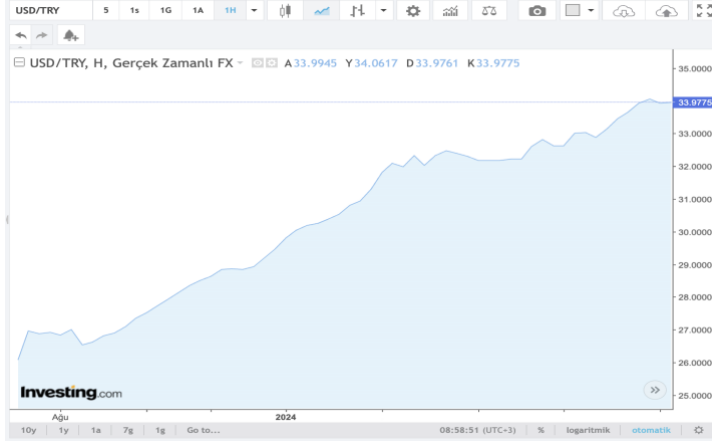 USD/TRY 5 1s 1G 1A 1H
USD/TRY, H, Gerçek Zamanlı FX A33.9945 Y34.0617 D33.9761 K33.9775
35.0000
33.9775
33.0000
32.0000
31.0000
30.0000
29.0000
28.0000
27.0000
26.0000
25.0000
Investing.com
Ağu 2024
10y 1y 1a 7g 1g Go to... 08:58:51 (UTC+3) % logaritmik otomatik